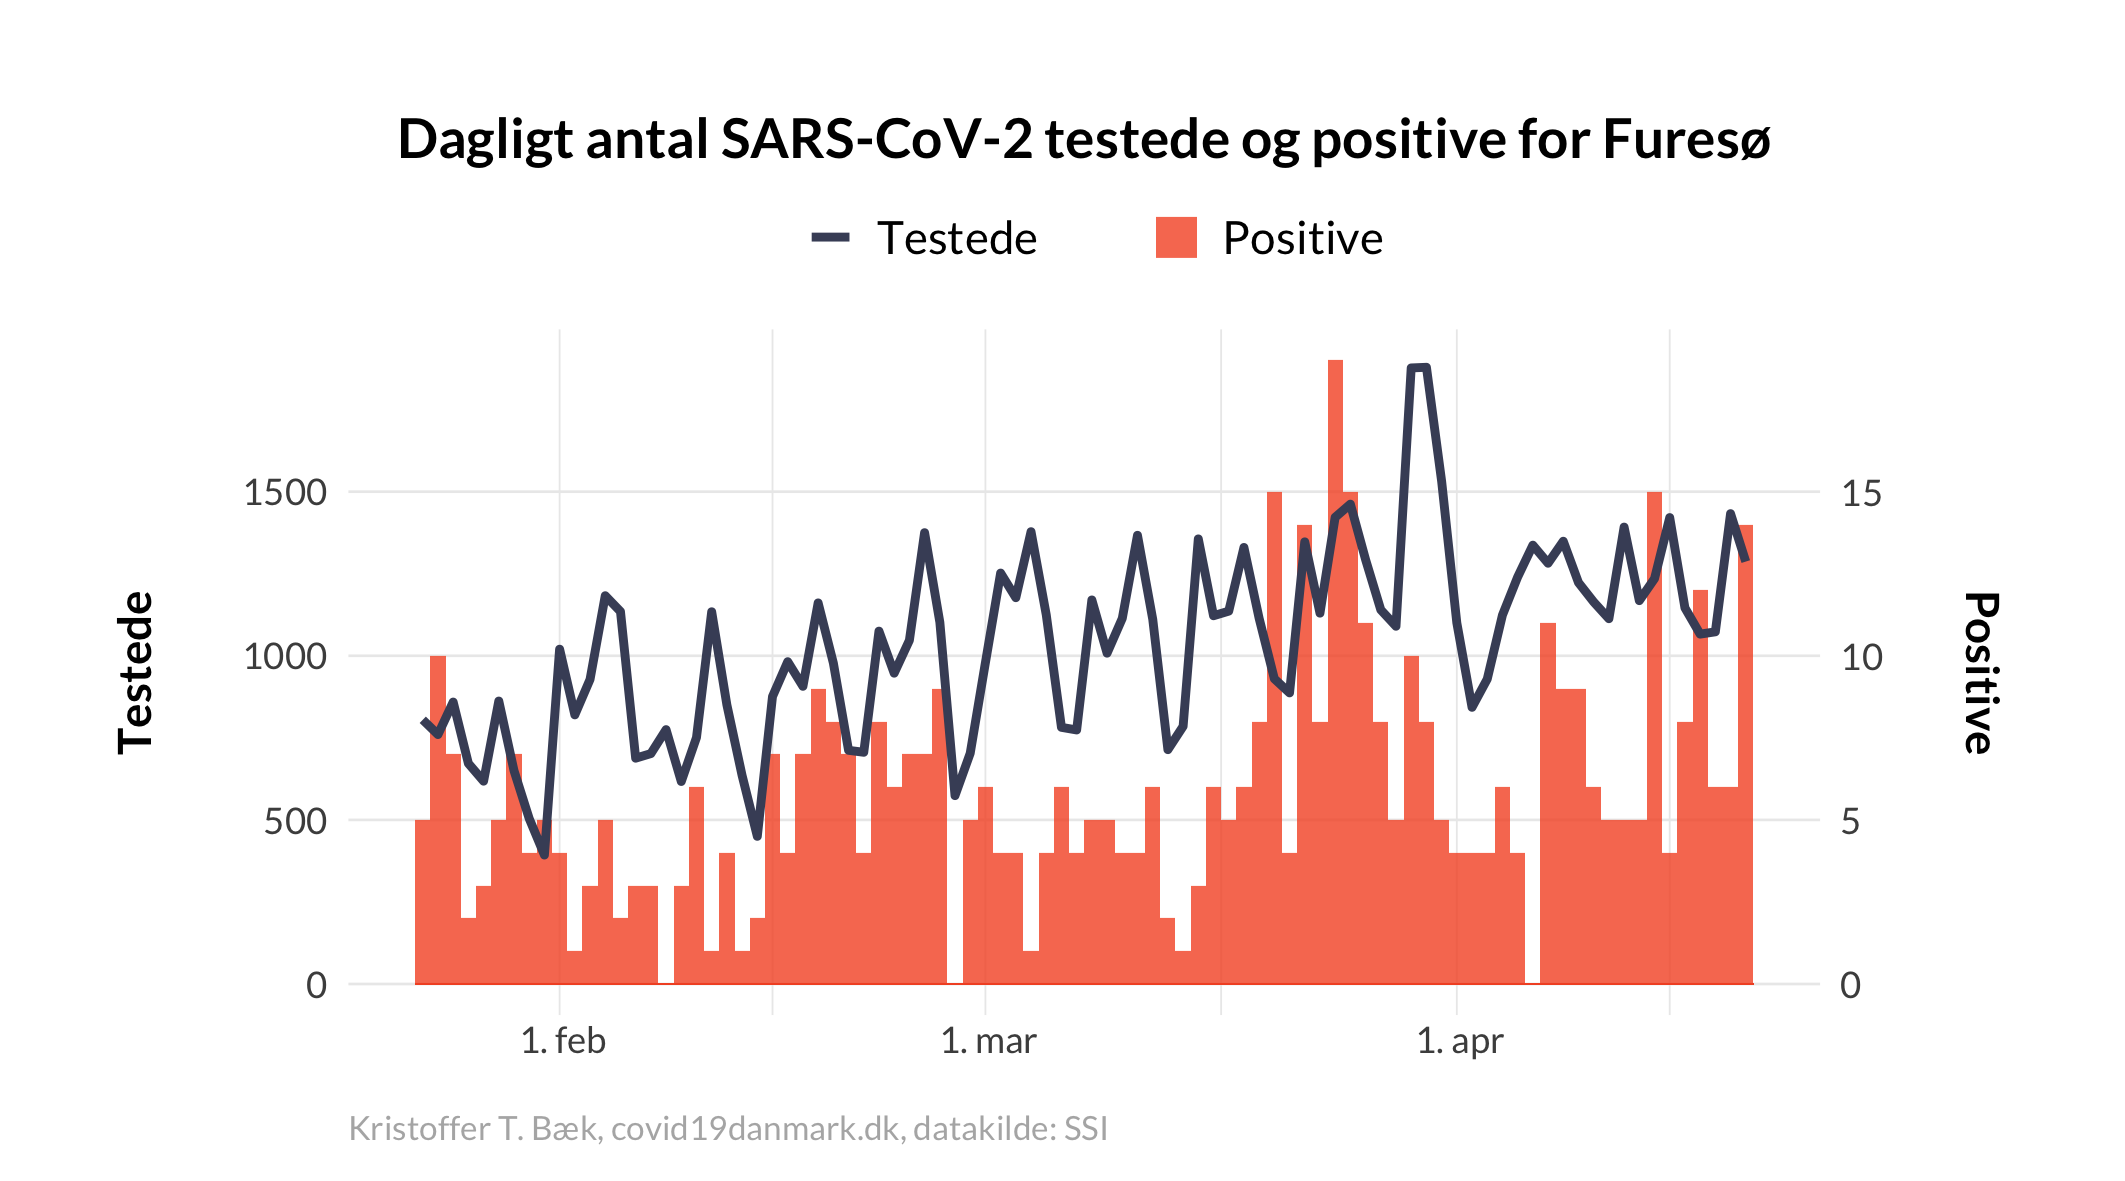 Dagligt antal SARS-CoV-2 testede og positive for Furesø
Testede Positive
1500 15
1000 10
500 5
0 0
Testede
Positive
1. feb 1. mar 1. apr
Kristoffer T. Bæk, covid19danmark.dk, datakilde: SSI